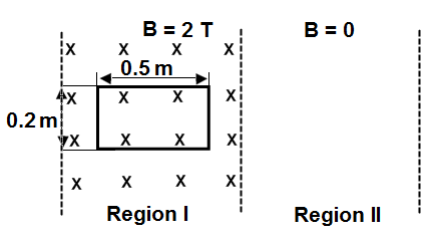 B = 2 T
B = 0
X X X X
0.5 m
X X X X
0.2 m
X X X X
X X X X
Region I
Region II